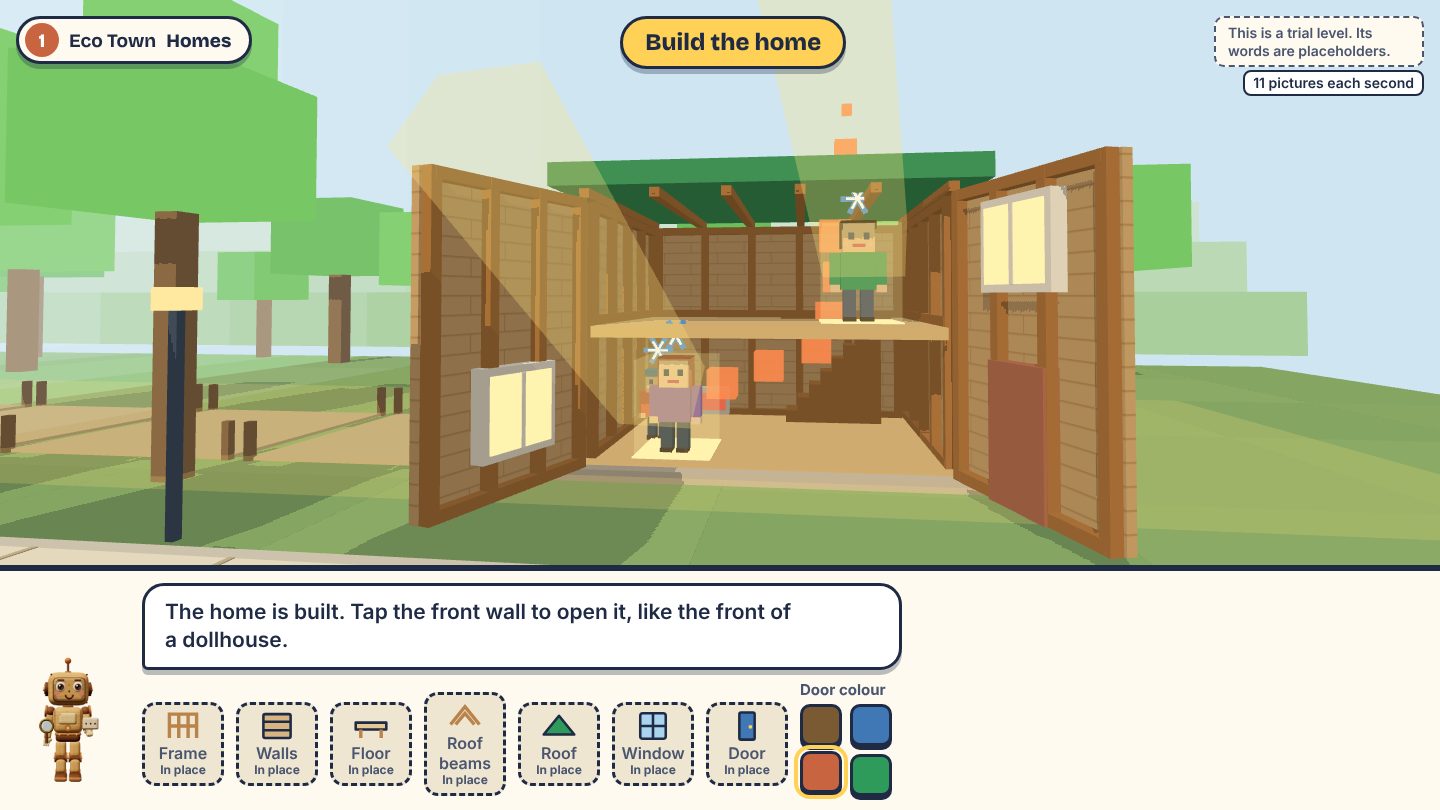 1 Eco Town Homes
Build the home
This is a trial level. Its
words are placeholders.
11 pictures each second
The home is built. Tap the front wall to open it, like the front of
a dollhouse.
Door colour
Frame
In place
Walls
In place
Floor
In place
Roof
beams
In place
Roof
In place
Window
In place
Door
In place